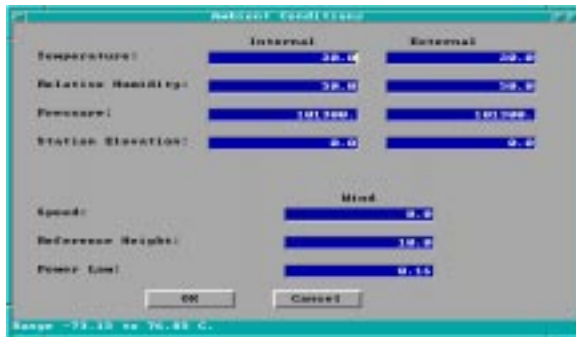 Ambient Conditions
Internal External
Temperature: 20.0 20.0
Relative Humidity: 50.0 50.0
Pressure: 101300. 101300.
Station Elevation: 0.0 0.0
Wind
Speed: 0.0
Reference Height: 10.0
Power Law: 0.16
OK Cancel
Range -73.15 to 76.85 C.